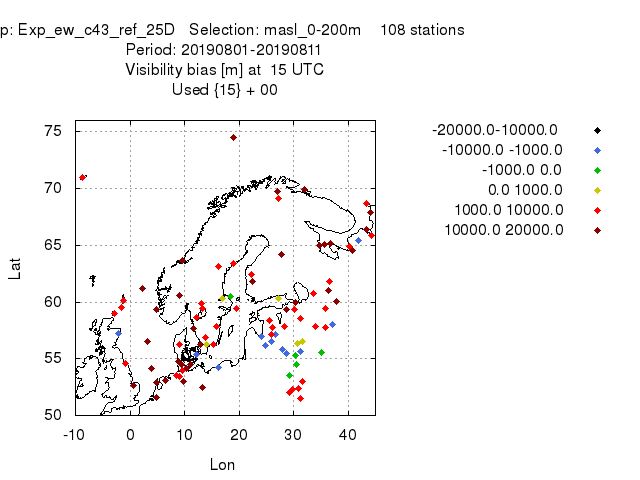 p: Exp_ew_c43_ref_25D Selection: masl_0-200m 108 stations
Period: 20190801-20190811
Visibility bias [m] at 15 UTC
Used {15} + 00
-20000.0-10000.0
-10000.0 -1000.0
-1000.0 0.0
0.0 1000.0
1000.0 10000.0
10000.0 20000.0
75
70
65
60
55
50
Lat
-10 0 10 20 30 40
Lon